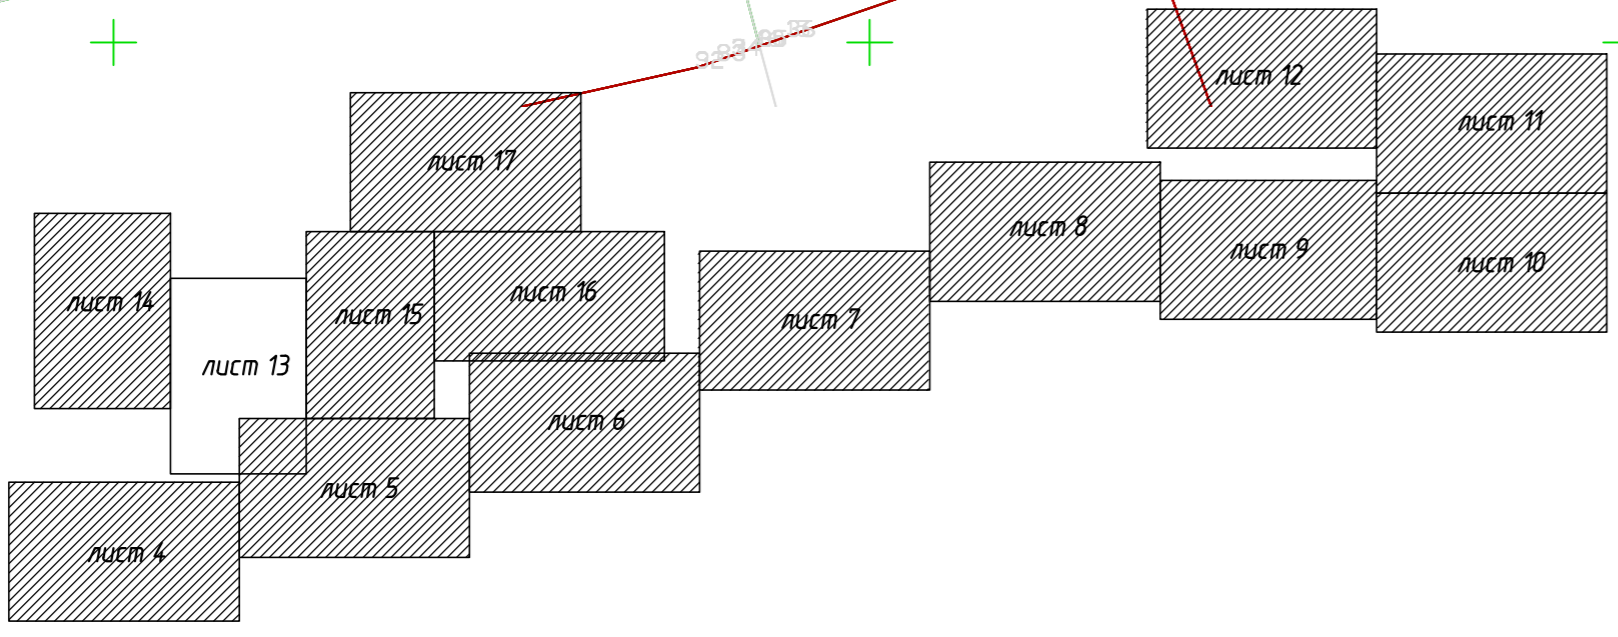 лист 12
лист 11
лист 17
лист 8
лист 9
лист 10
лист 14
лист 15
лист 16
лист 7
лист 13
лист 6
лист 5
лист 4